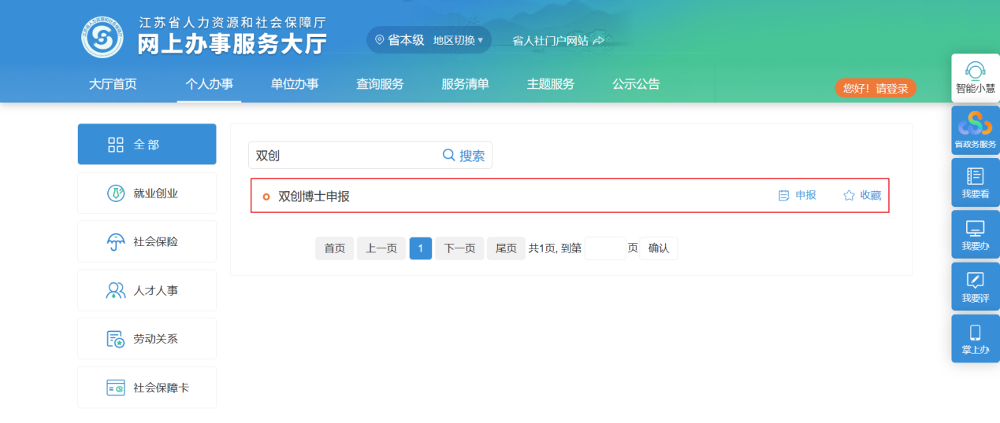 江苏省人力资源和社会保障厅
网上办事服务大厅
省本级 地区切换▼
省人社门户网站
大厅首页 个人办事 单位办事 查询服务 服务清单 主题服务 公示公告
您好！请登录
智能小慧
省政务服务
我要看
我要办
我要评
掌上办
全部
就业创业
社会保险
人才人事
劳动关系
社会保障卡
双创 搜索
双创博士申报 申报 收藏
首页 上一页 1 下一页 尾页 共1页, 到第 页 确认